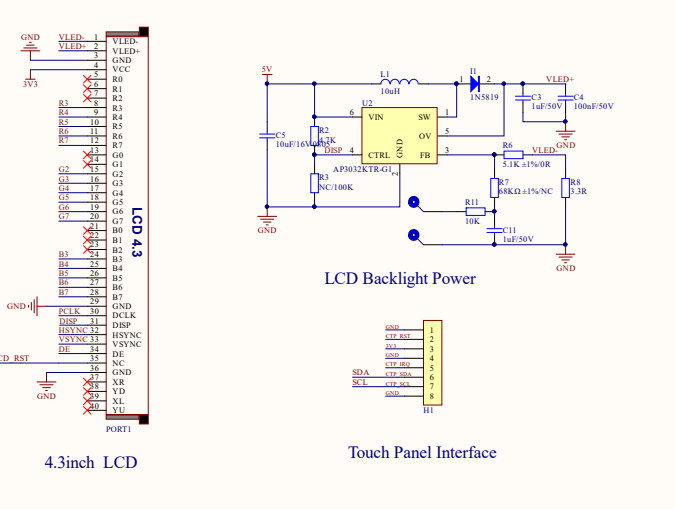 GND
VLED- 1 VLED-
VLED+ 2 VLED+
3 GND
4 VCC
3V3
5 R0
6 R1
7 R2
R3 8 R3
R4 9 R4
R5 10 R5
R6 11 R6
R7 12 R7
13 G0
14 G1
G2 15 G2
G3 16 G3
G4 17 G4
G5 18 G5
G6 19 G6
G7 20 G7
21 B0
22 B1
23 B2
B3 24 B3
B4 25 B4
B5 26 B5
B6 27 B6
B7 28 B7
GND 29 GND
PCLK 30 DCLK
DISP 31 DISP
HSYNC 32 HSYNC
VSYNC 33 VSYNC
DE 34 DE
CD_RST 35 NC
36 GND
GND
37 XR
38 YD
39 XL
40 YU
LCD 4.3
PORT1
4.3inch LCD
5V
L1
10uH
I1
1 2
1N5819
VLED+
C3
1uF/50V
C4
100nF/50V
GND
C5
10uF/16V0805
R2
4.7K
DISP
R3
NC/100K
GND
U2
6 VIN SW 1
OV 5
4 CTRL GND FB 3
2
AP3032KTR-G1
R6
5.1K ±1%/0R
VLED-
R7
68KΩ ±1%/NC
R8
3.3R
R11
10K
C11
1uF/50V
GND
LCD Backlight Power
GND 1
CTP_RST 2
3V3 3
GND 4
CTP_IRQ 5
SDA CTP_SDA 6
SCL CTP_SCL 7
GND 8
H1
Touch Panel Interface